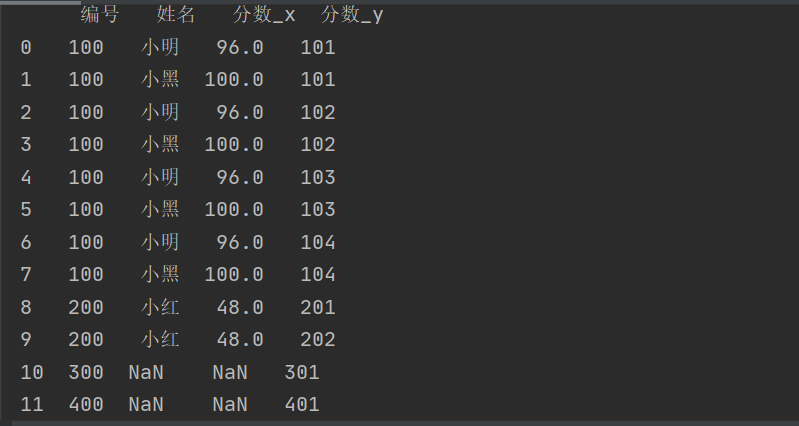 编号 姓名 分数_x 分数_y
0 100 小明 96.0 101
1 100 小黑 100.0 101
2 100 小明 96.0 102
3 100 小黑 100.0 102
4 100 小明 96.0 103
5 100 小黑 100.0 103
6 100 小明 96.0 104
7 100 小黑 100.0 104
8 200 小红 48.0 201
9 200 小红 48.0 202
10 300 NaN NaN 301
11 400 NaN NaN 401